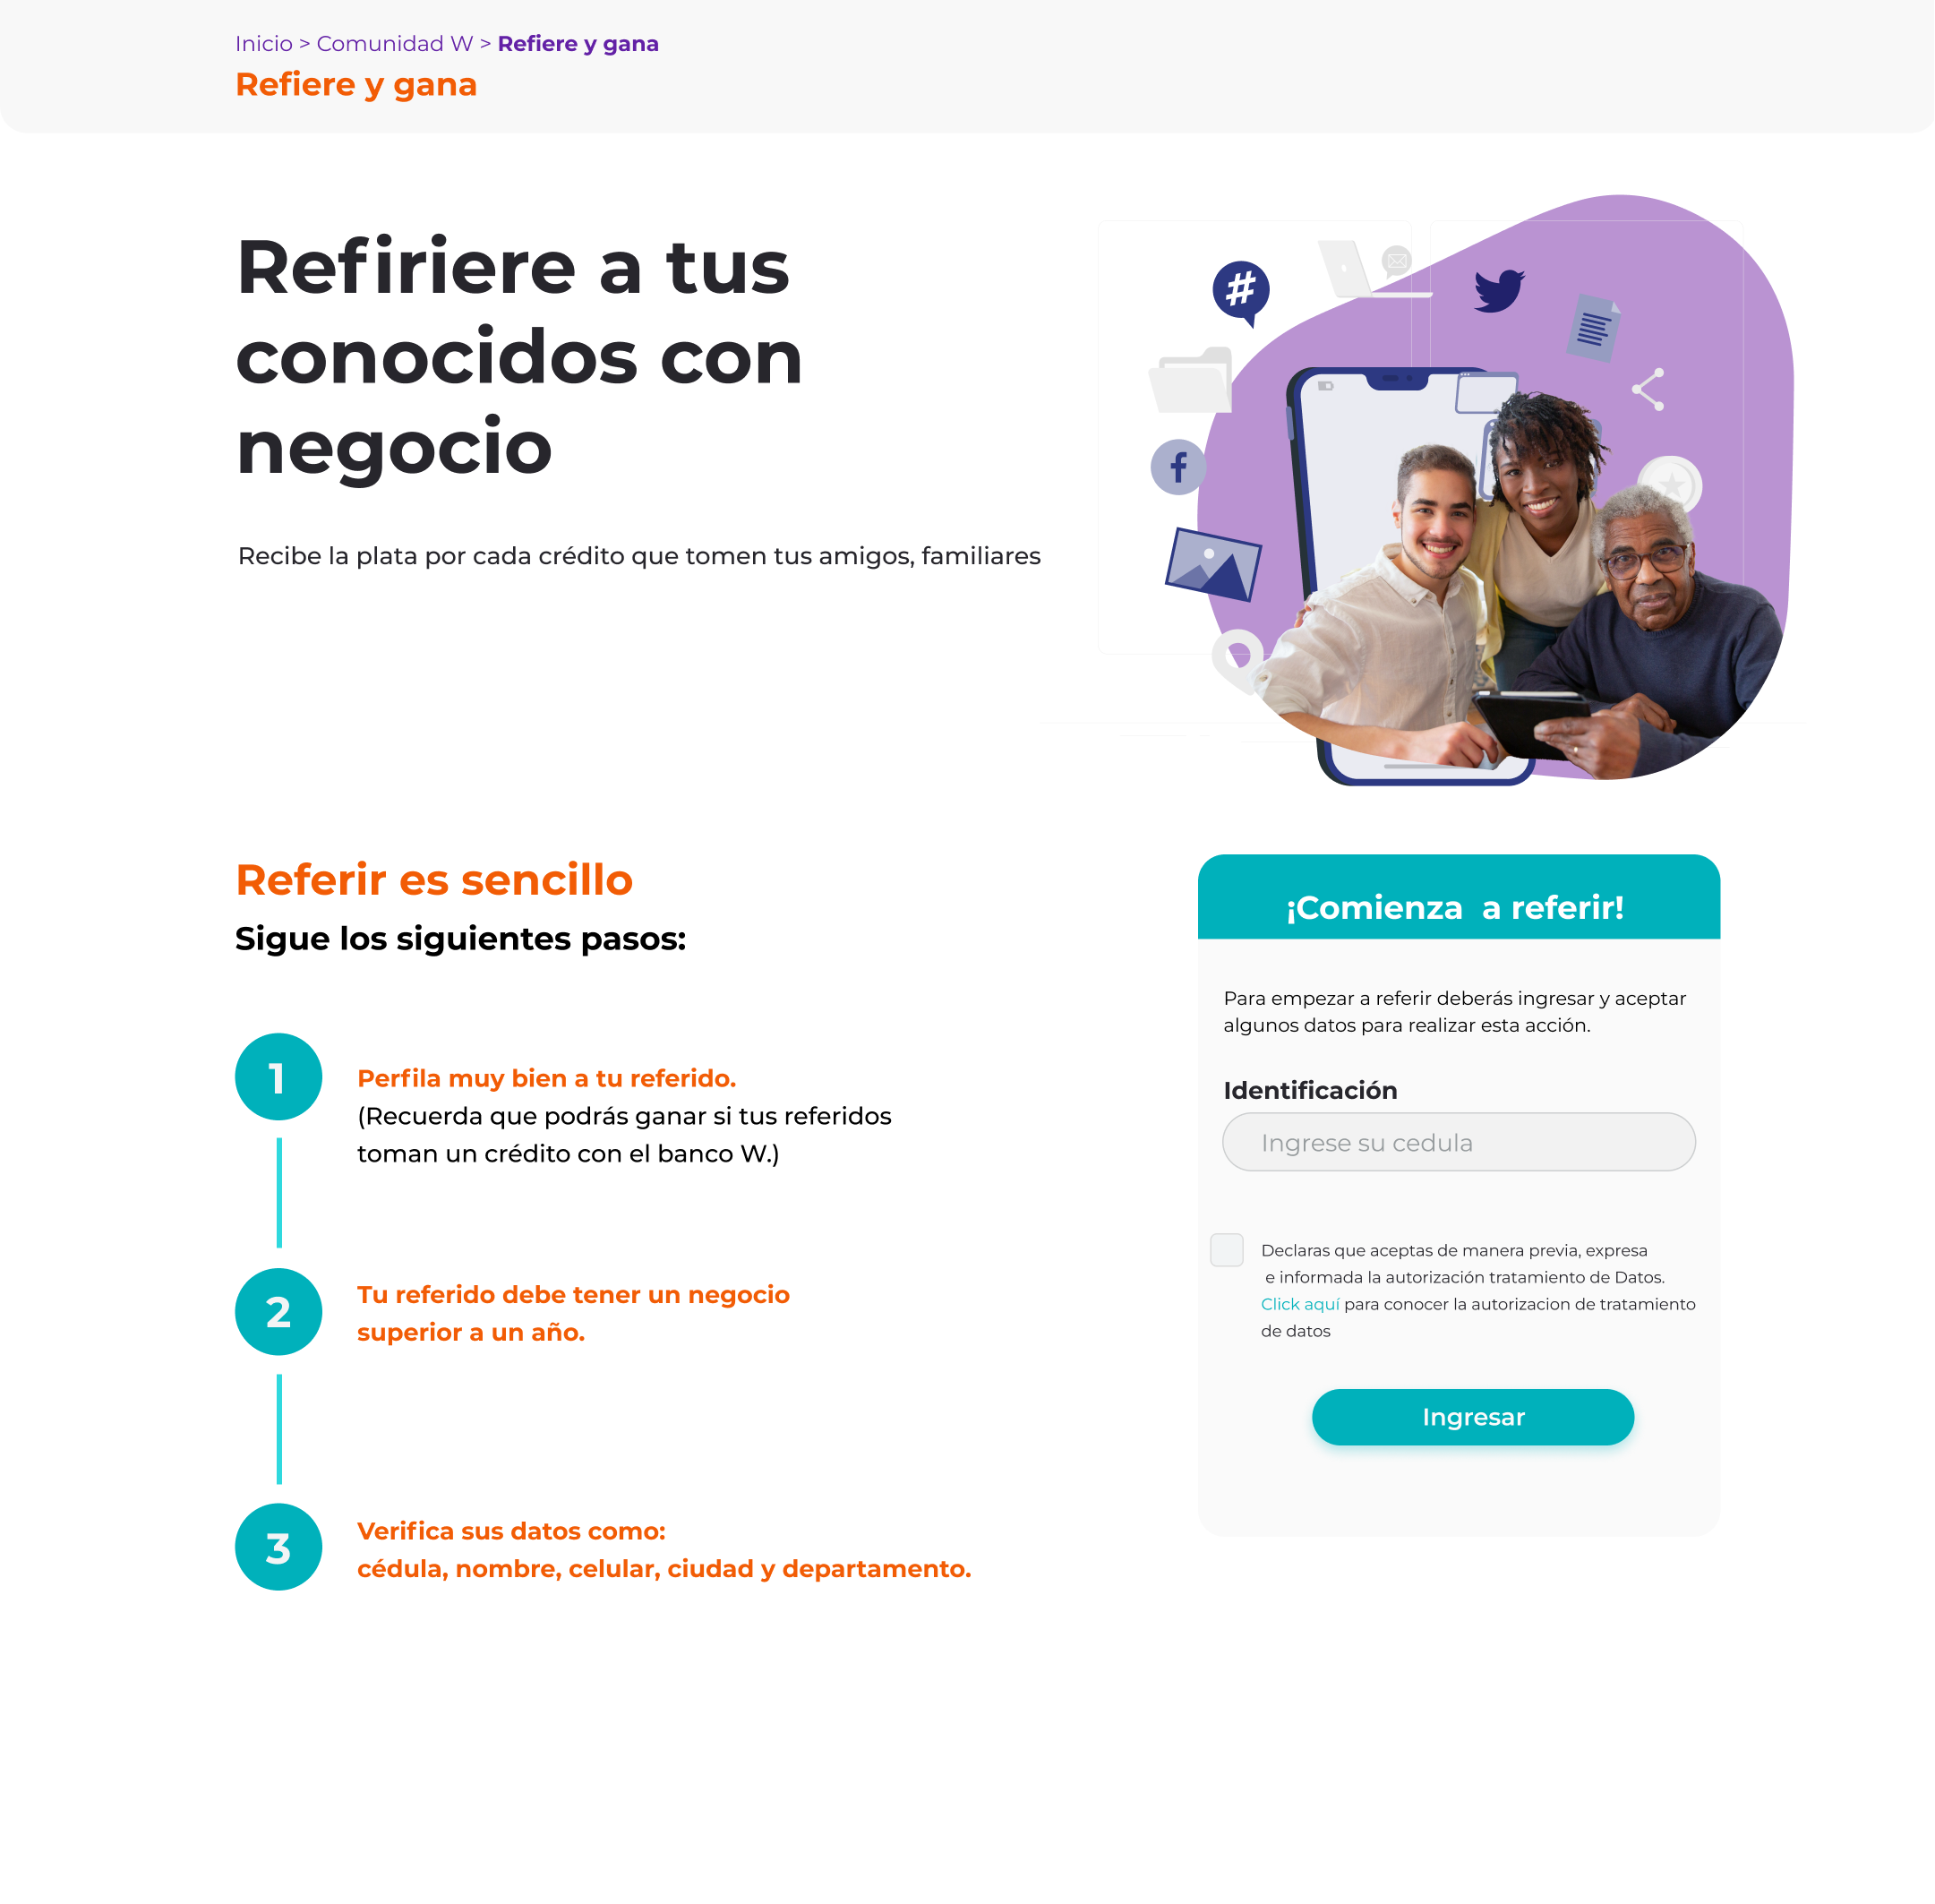 Inicio > Comunidad W > Refiere y gana
Refiere y gana
Refiriere a tus
conocidos con
negocio
Recibe la plata por cada crédito que tomen tus amigos, familiares
#
f
Referir es sencillo
Sigue los siguientes pasos:
1
Perfila muy bien a tu referido.
(Recuerda que podrás ganar si tus referidos
toman un crédito con el banco W.)
2
Tu referido debe tener un negocio
superior a un año.
3
Verifica sus datos como:
cédula, nombre, celular, ciudad y departamento.
¡Comienza  a referir!
Para empezar a referir deberás ingresar y aceptar
algunos datos para realizar esta acción.
Identificación
Ingrese su cedula
Declaras que aceptas de manera previa, expresa
e informada la autorización tratamiento de Datos.
Click aquí para conocer la autorizacion de tratamiento
de datos
Ingresar